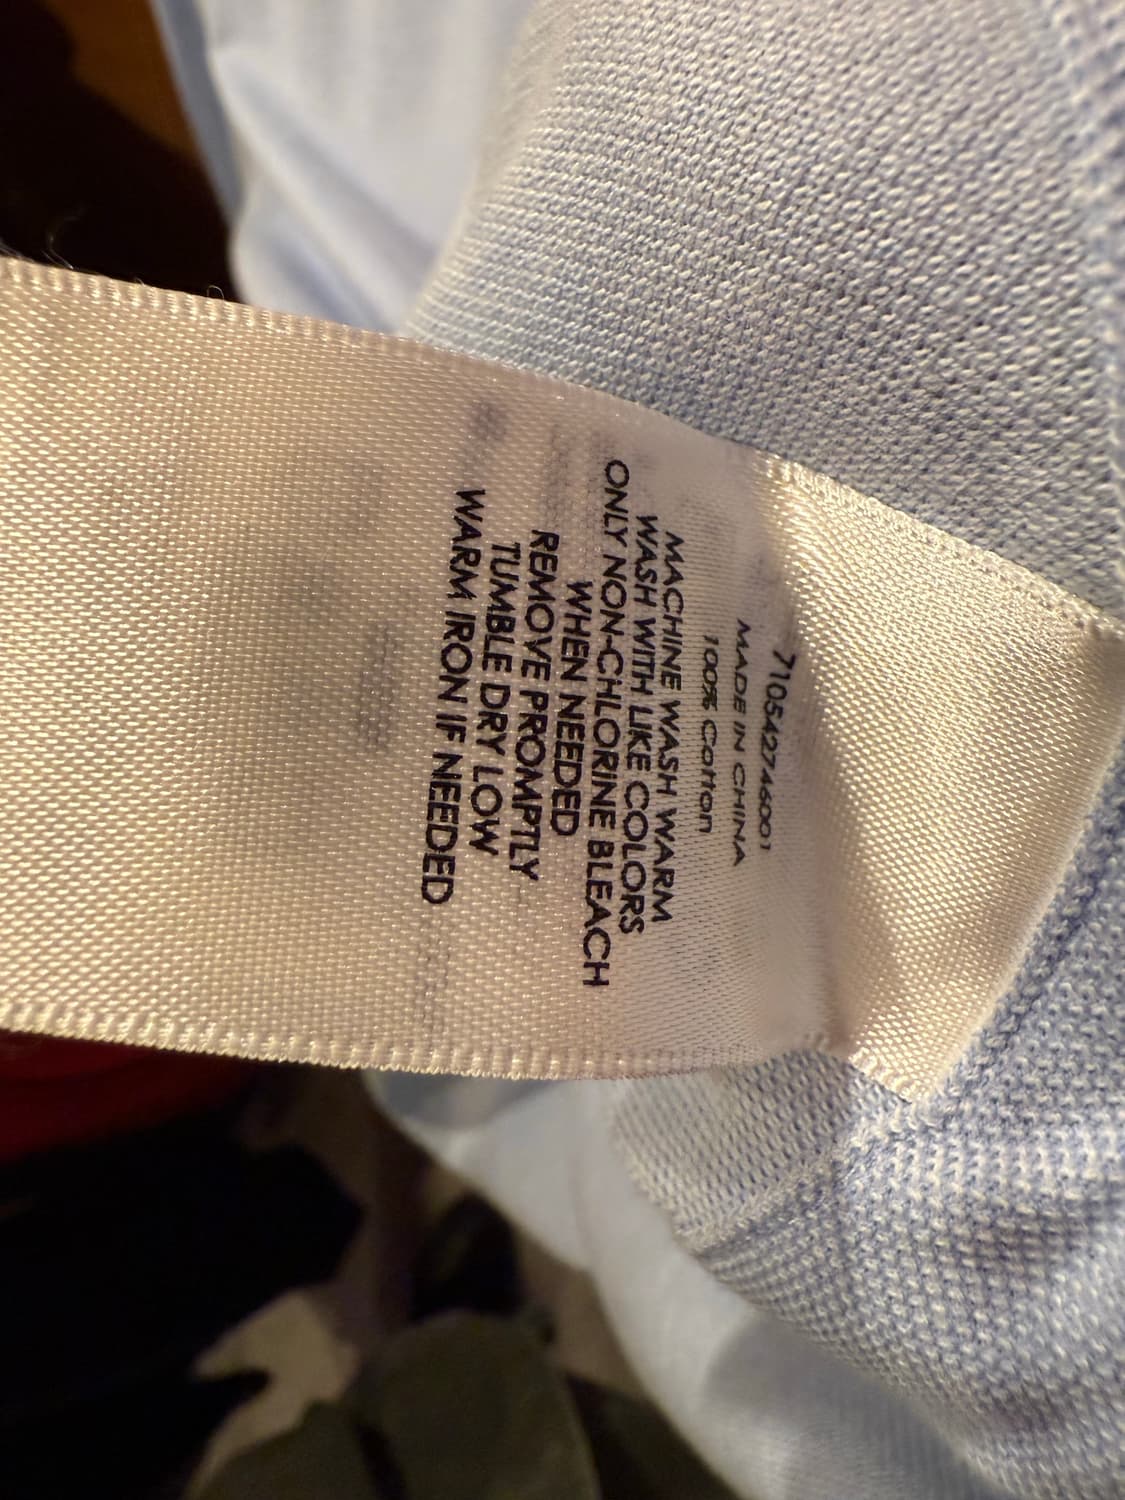 710542746001
MADE IN CHINA
100% Cotton
MACHINE WASH WARM
WASH WITH LIKE COLORS
ONLY NON-CHLORINE BLEACH
WHEN NEEDED
REMOVE PROMPTLY
TUMBLE DRY LOW
WARM IRON IF NEEDED